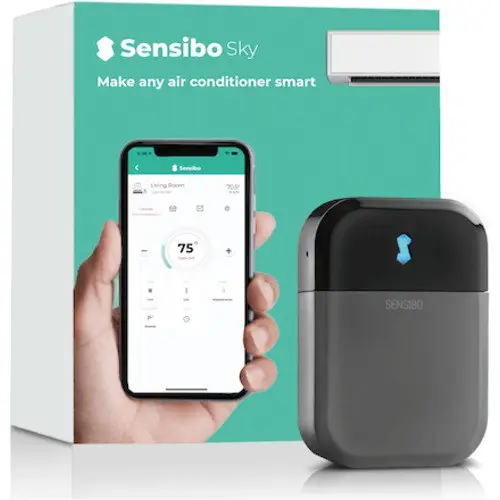 Sensibo Sky
Make any air conditioner smart
Sensibo
Living Room
75°
SENSIBO